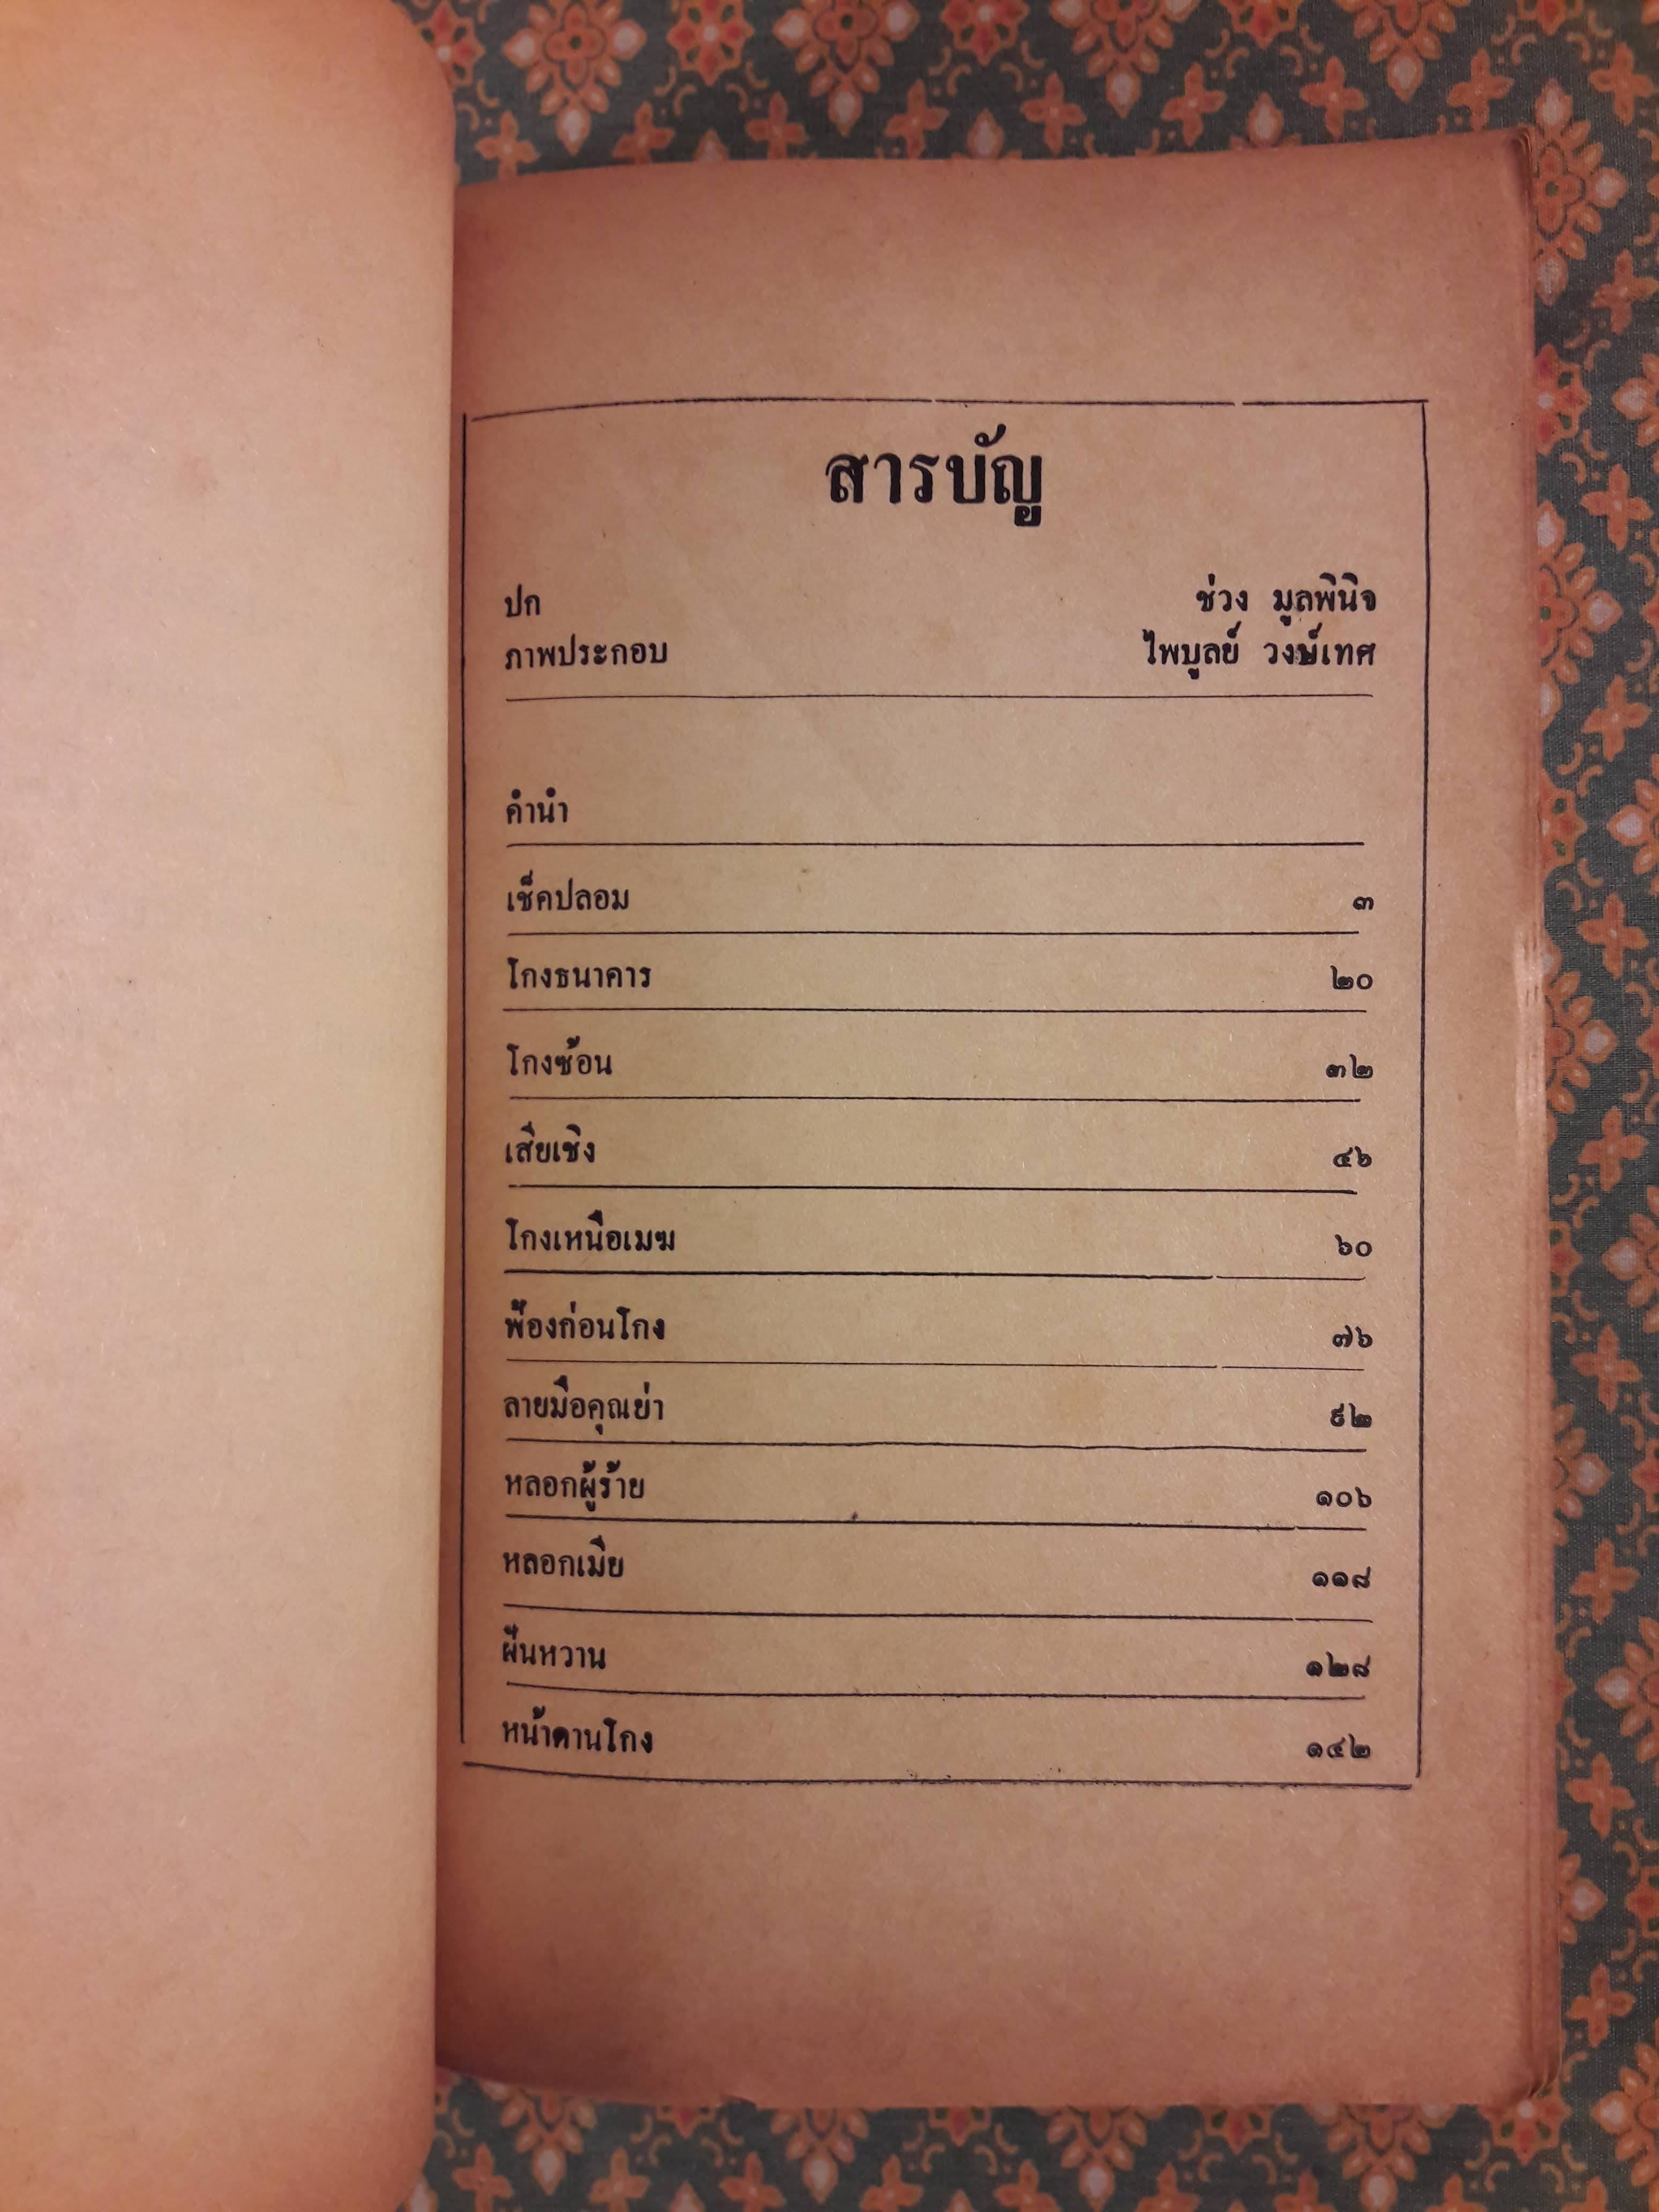 สารบัญ
ปก ช่วง มูลพินิจ
ภาพประกอบ ไพบูลย์ วงษ์เทศ
คำนำ
เช็คปลอม ๓
โกงธนาคาร ๒๐
โกงซ้อน ๓๒
เสียเชิง ๔๖
โกงเหนือเมฆ ๖๐
ฟ้องก่อนโกง ๗๖
ลายมือคุณย่า ๙๒
หลอกผู้ร้าย ๑๐๖
หลอกเมีย ๑๑๘
ฝันหวาน ๑๒๘
หน้าด้านโกง ๑๔๒